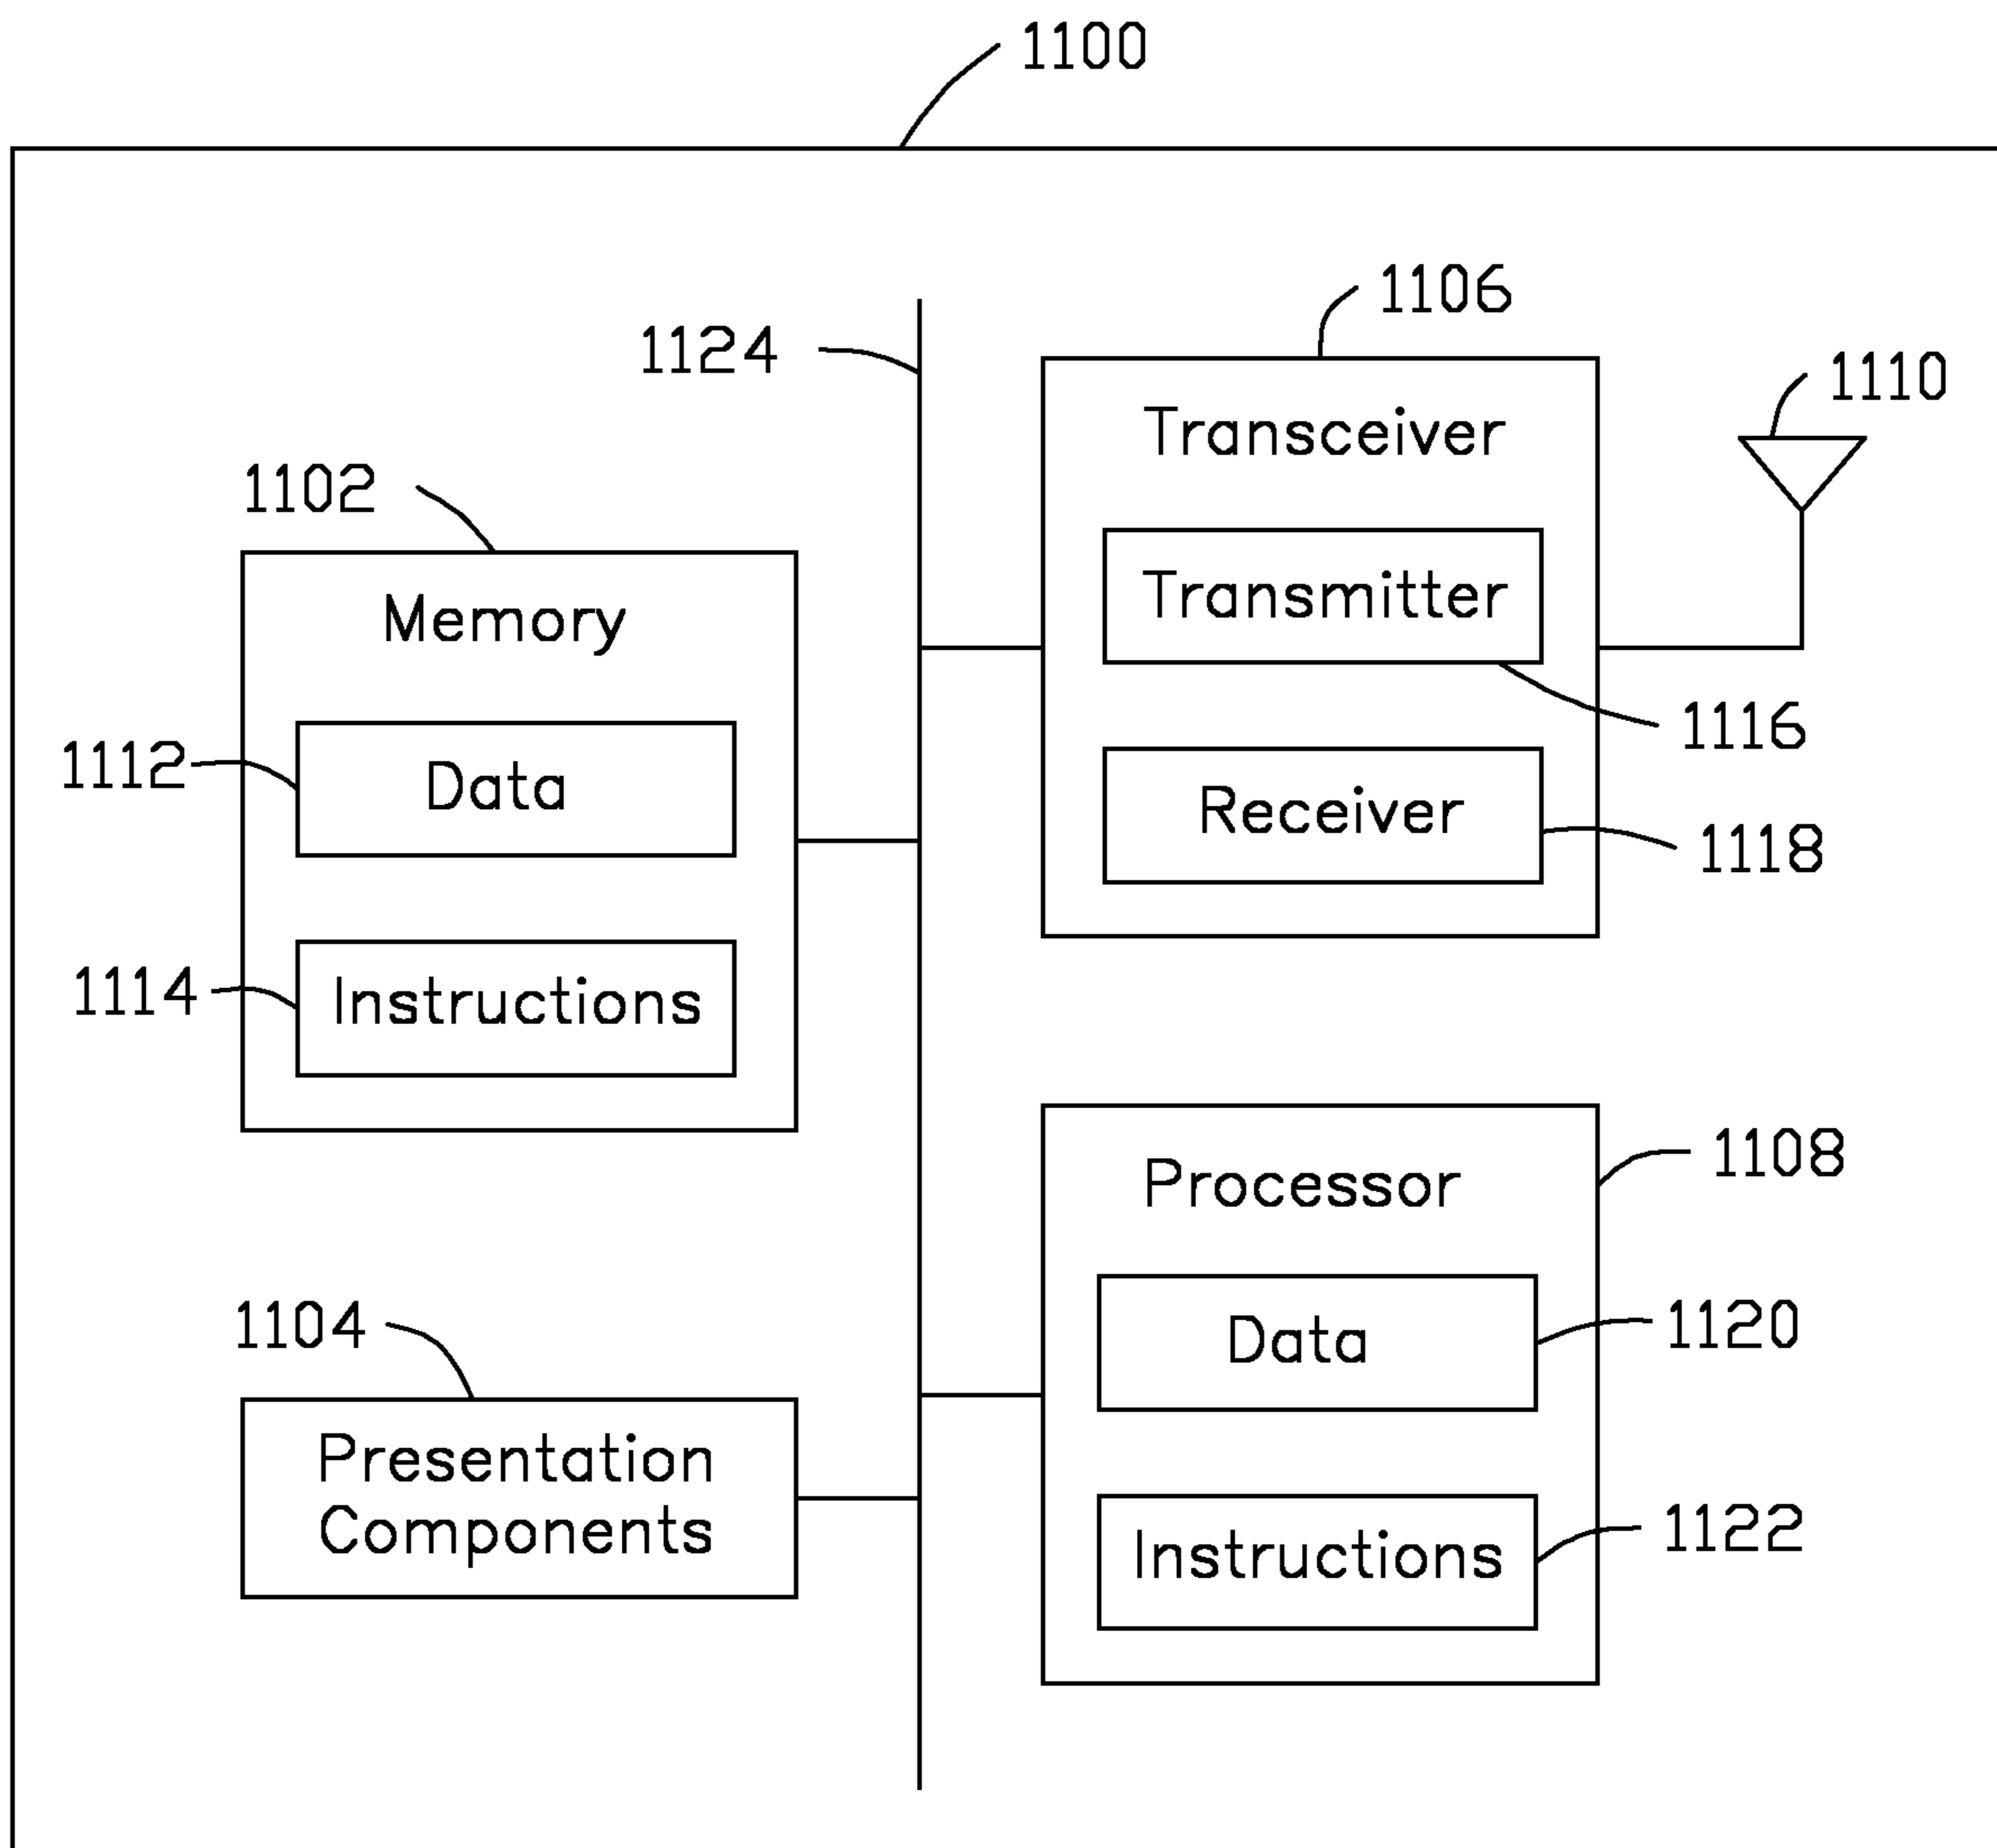 1100
1106
1124
1110
Transceiver
1102
Transmitter
Memory
1116
1112
Data
Receiver
1118
1114
Instructions
1108
Processor
1104
1120
Data
Presentation
Components
1122
Instructions